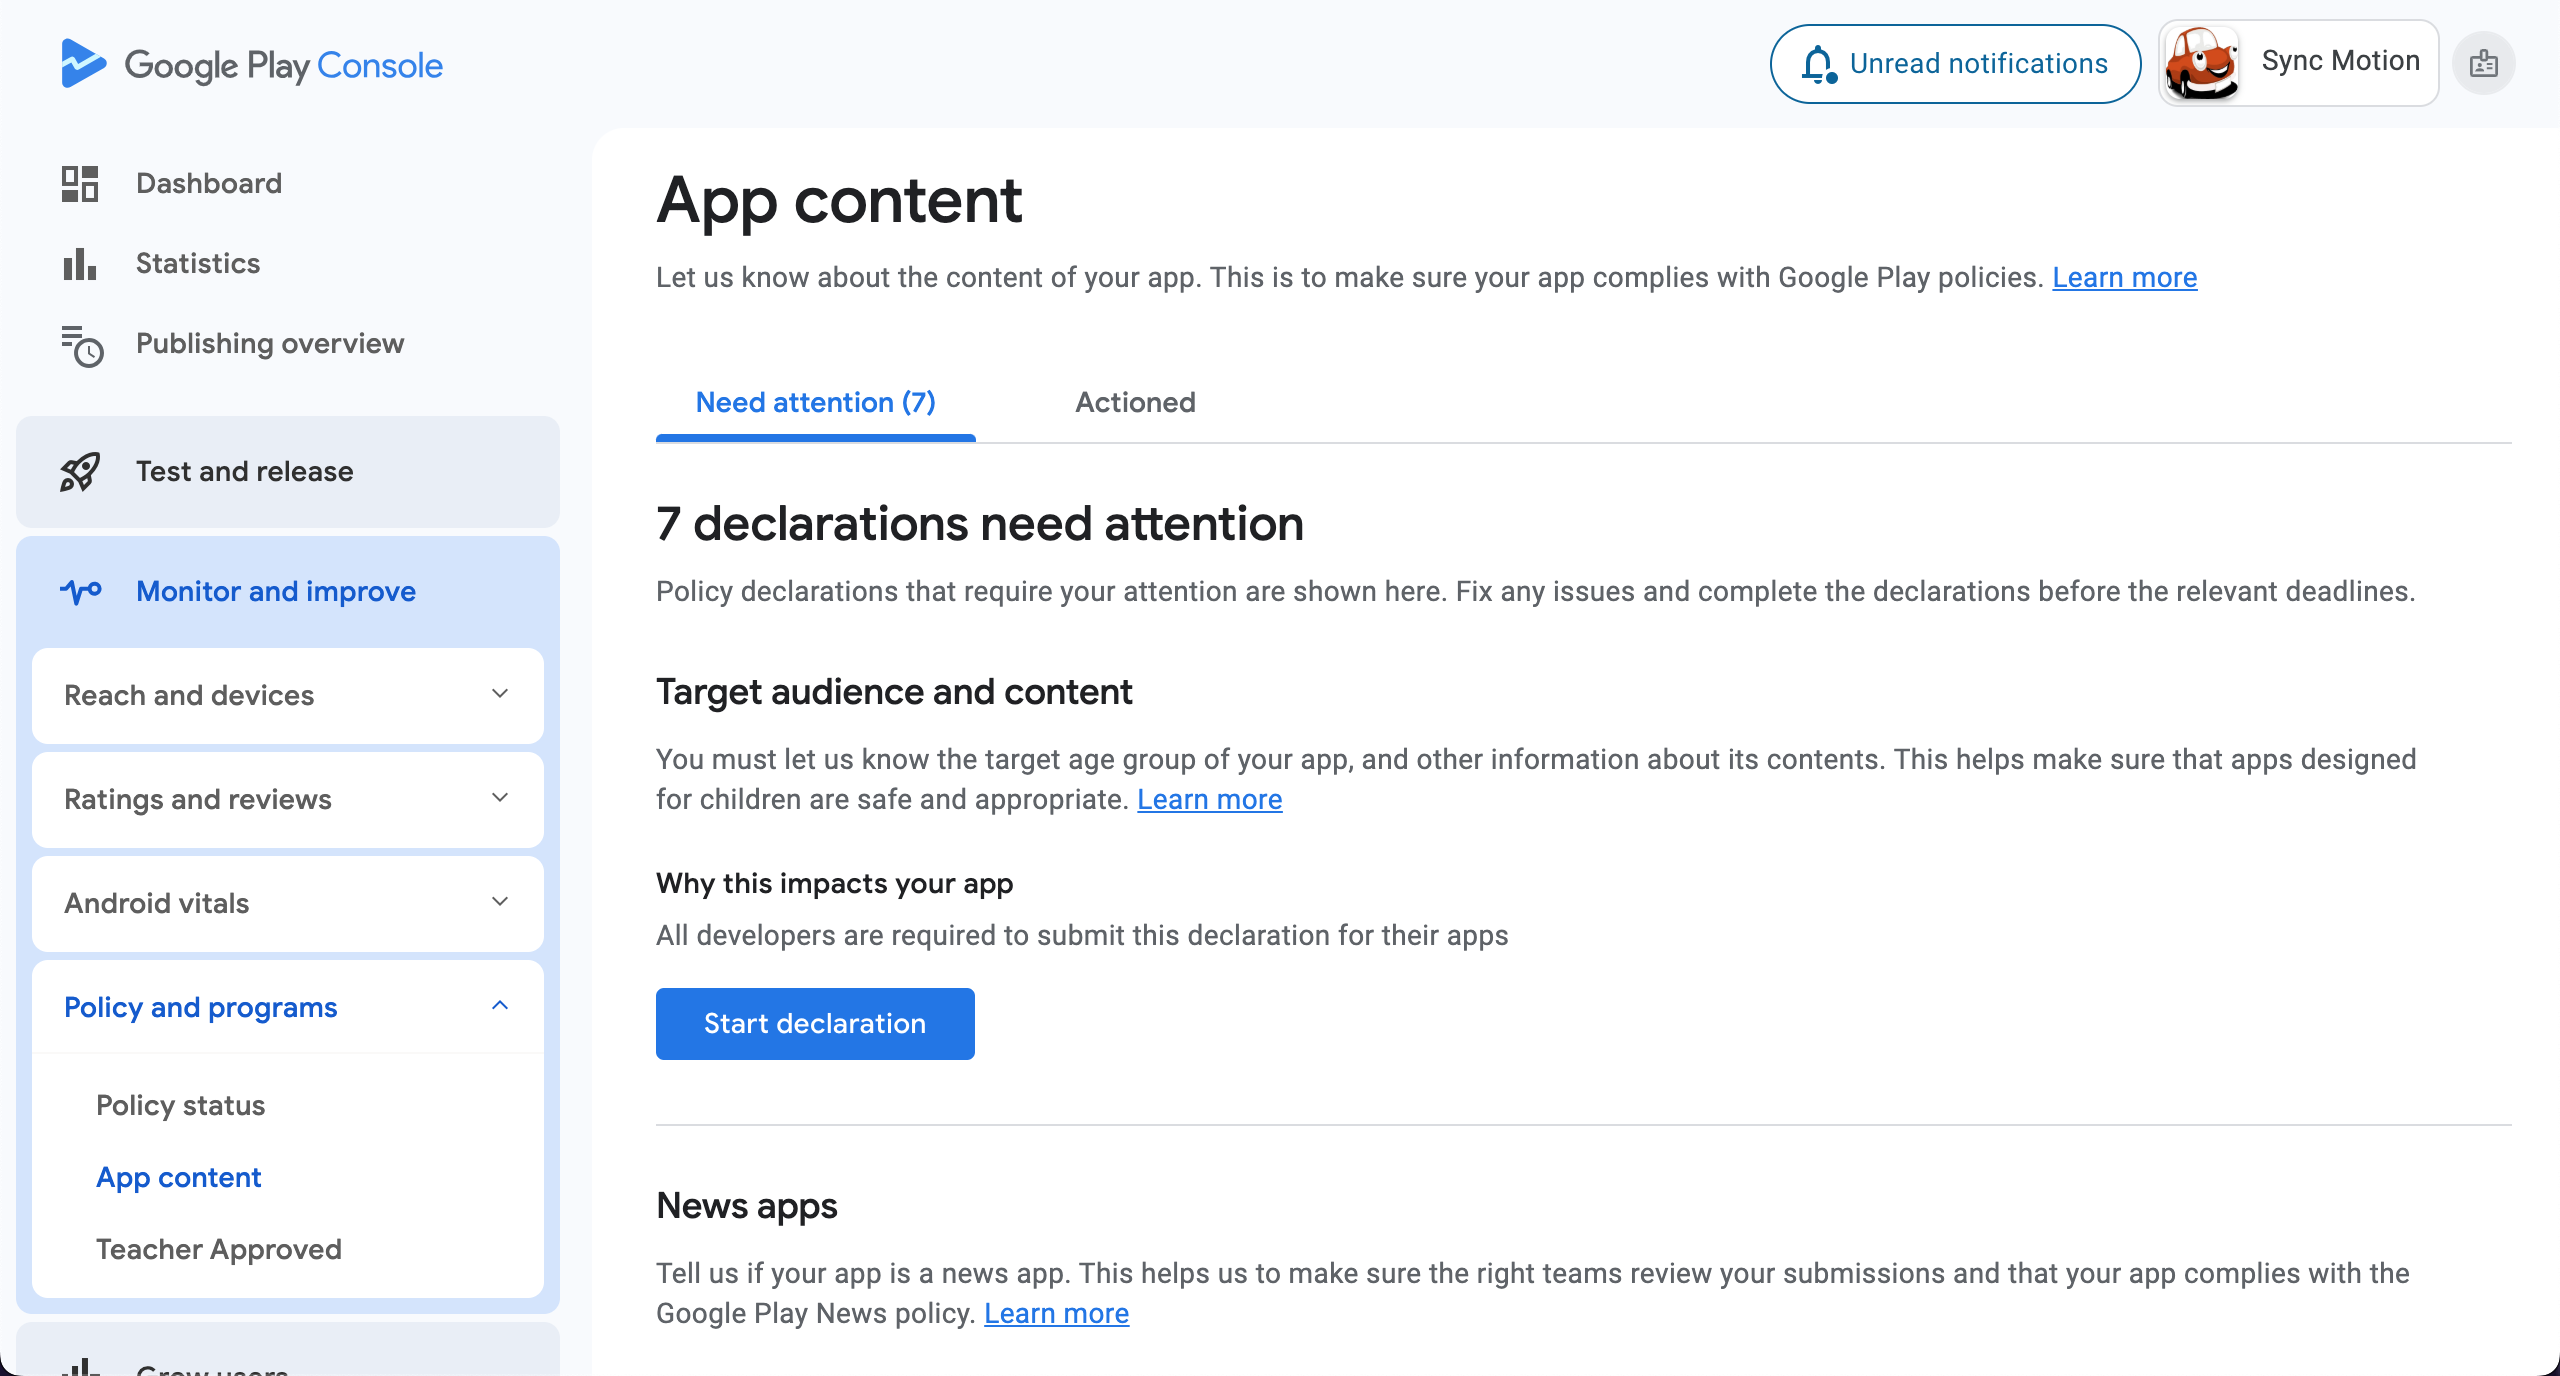 Google Play Console
Unread notifications
Sync Motion
Dashboard
Statistics
Publishing overview
Test and release
Monitor and improve
Reach and devices
Ratings and reviews
Android vitals
Policy and programs
Policy status
App content
Teacher Approved
Grow users
App content
Let us know about the content of your app. This is to make sure your app complies with Google Play policies. Learn more
Need attention (7)
Actioned
7 declarations need attention
Policy declarations that require your attention are shown here. Fix any issues and complete the declarations before the relevant deadlines.
Target audience and content
You must let us know the target age group of your app, and other information about its contents. This helps make sure that apps designed
for children are safe and appropriate. Learn more
Why this impacts your app
All developers are required to submit this declaration for their apps
Start declaration
News apps
Tell us if your app is a news app. This helps us to make sure the right teams review your submissions and that your app complies with the
Google Play News policy. Learn more